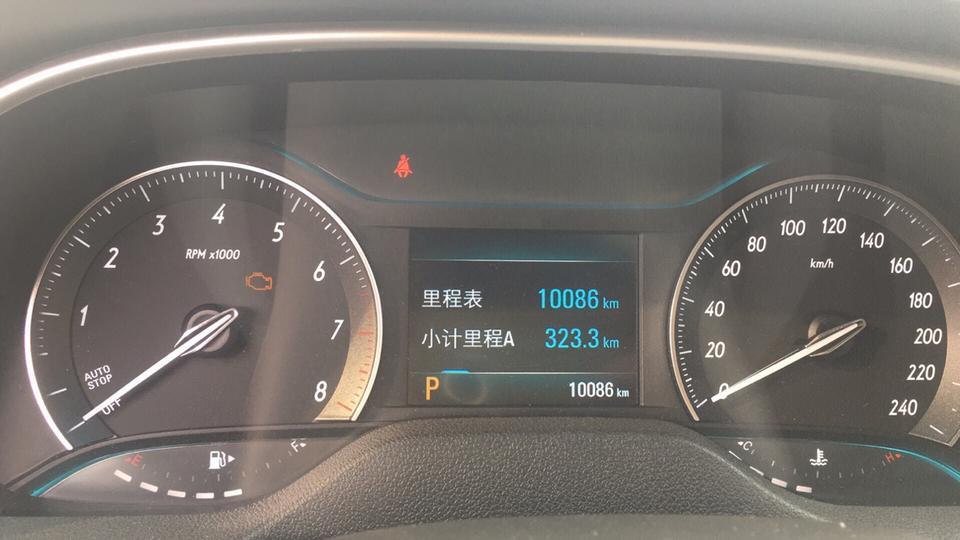 1
2
3
4
5
6
7
8
RPM x1000
AUTO
STOP
OFF
E
F
里程表 10086 km
小计里程A 323.3 km
P 10086 km
0
20
40
60
80
100
120
140
160
180
200
220
240
km/h
C
H